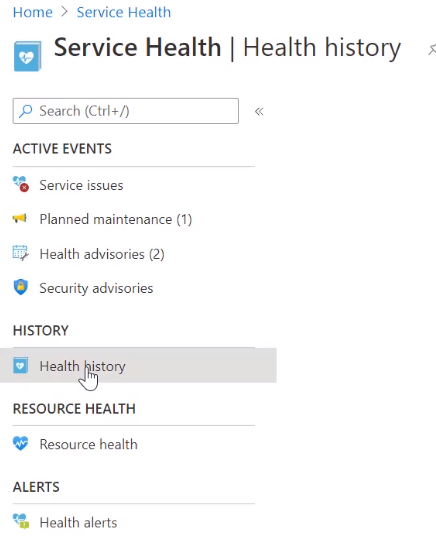 Home > Service Health
Service Health | Health history
Search (Ctrl+/)
«
ACTIVE EVENTS
Service issues
Planned maintenance (1)
Health advisories (2)
Security advisories
HISTORY
Health history
RESOURCE HEALTH
Resource health
ALERTS
Health alerts